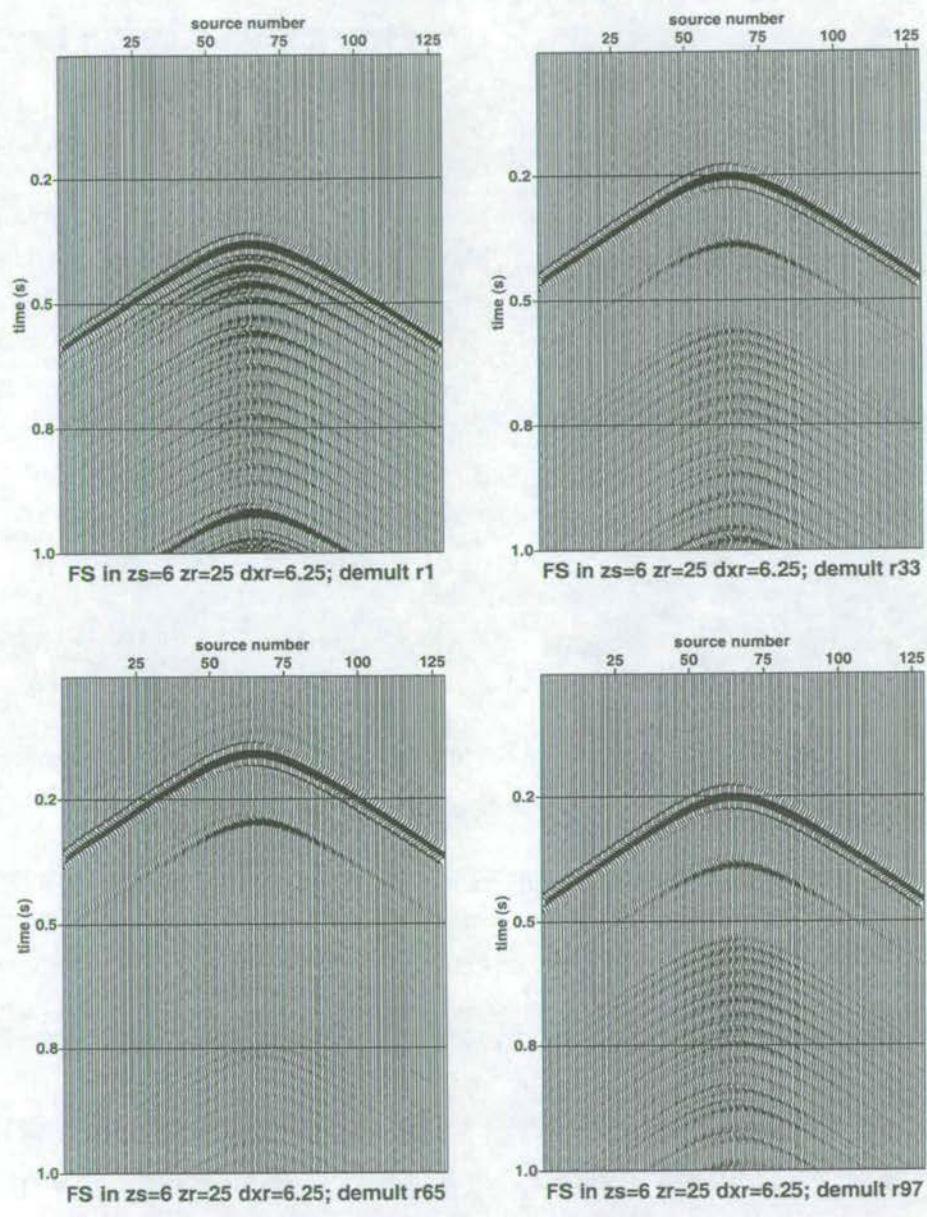 source number
25 50 75 100 125
time (s)
0.2
0.5
0.8
1.0
FS in zs=6 zr=25 dxr=6.25; demult r1
source number
25 50 75 100 125
time (s)
0.2
0.5
0.8
1.0
FS in zs=6 zr=25 dxr=6.25; demult r33
source number
25 50 75 100 125
time (s)
0.2
0.5
0.8
1.0
FS in zs=6 zr=25 dxr=6.25; demult r65
source number
25 50 75 100 125
time (s)
0.2
0.5
0.8
1.0
FS in zs=6 zr=25 dxr=6.25; demult r97